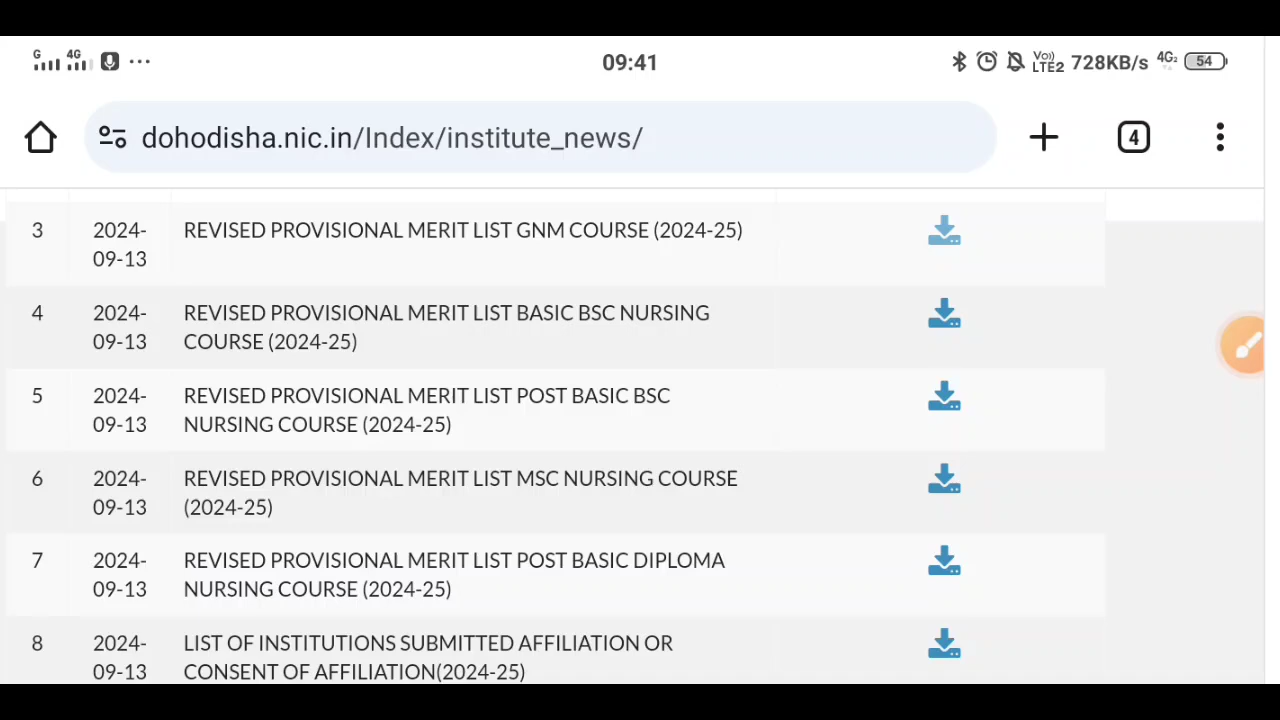 G 4G 09:41 Vo)) LTE2 728KB/s 4G2 54
dohodisha.nic.in/Index/institute_news/ 4
3 2024- REVISED PROVISIONAL MERIT LIST GNM COURSE (2024-25)
09-13
4 2024- REVISED PROVISIONAL MERIT LIST BASIC BSC NURSING
09-13 COURSE (2024-25)
5 2024- REVISED PROVISIONAL MERIT LIST POST BASIC BSC
09-13 NURSING COURSE (2024-25)
6 2024- REVISED PROVISIONAL MERIT LIST MSC NURSING COURSE
09-13 (2024-25)
7 2024- REVISED PROVISIONAL MERIT LIST POST BASIC DIPLOMA
09-13 NURSING COURSE (2024-25)
8 2024- LIST OF INSTITUTIONS SUBMITTED AFFILIATION OR
09-13 CONSENT OF AFFILIATION(2024-25)